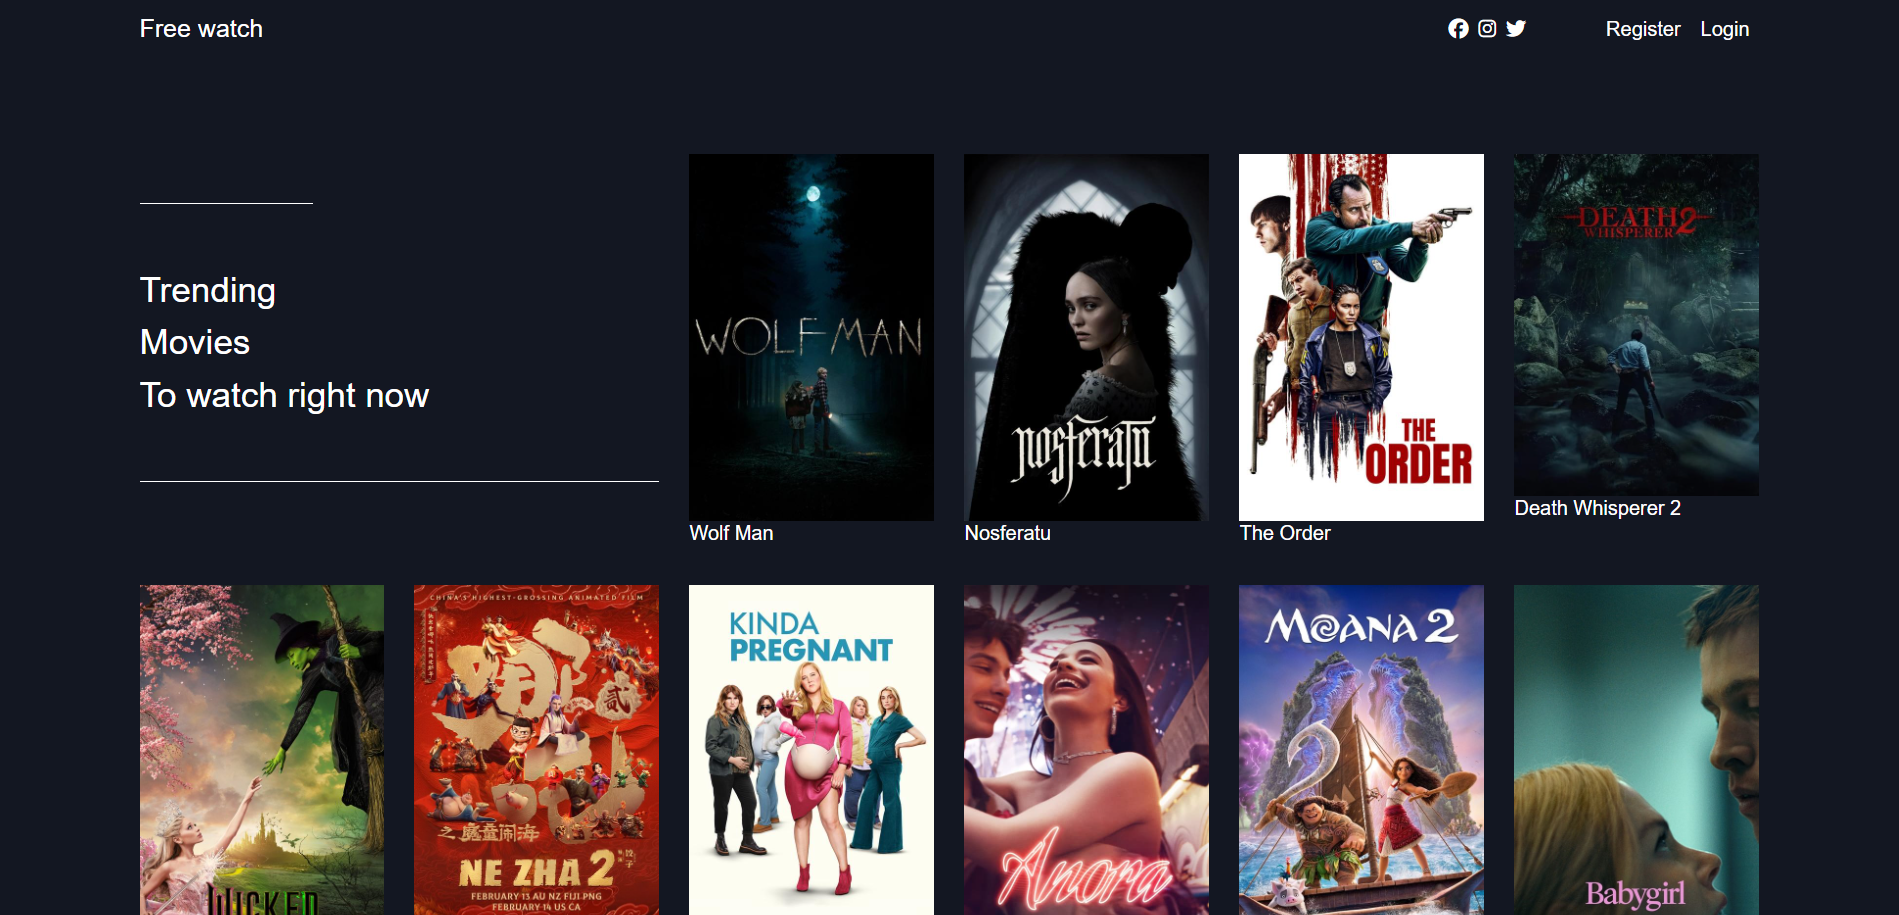 Free watch
Register Login
Trending
Movies
To watch right now
WOLF MAN
nosferatu
THE
ORDER
DEATH 2
WHISPERER
Wolf Man
Nosferatu
The Order
Death Whisperer 2
WICKED
CHINA'S HIGHEST-GROSSING ANIMATED FILM
贰
之魔童闹海
NE ZHA 2
FEBRUARY 13 AU NZ FIJI PNG
FEBRUARY 14 US CA
KINDA
PREGNANT
Anora
MOANA 2
Babygirl